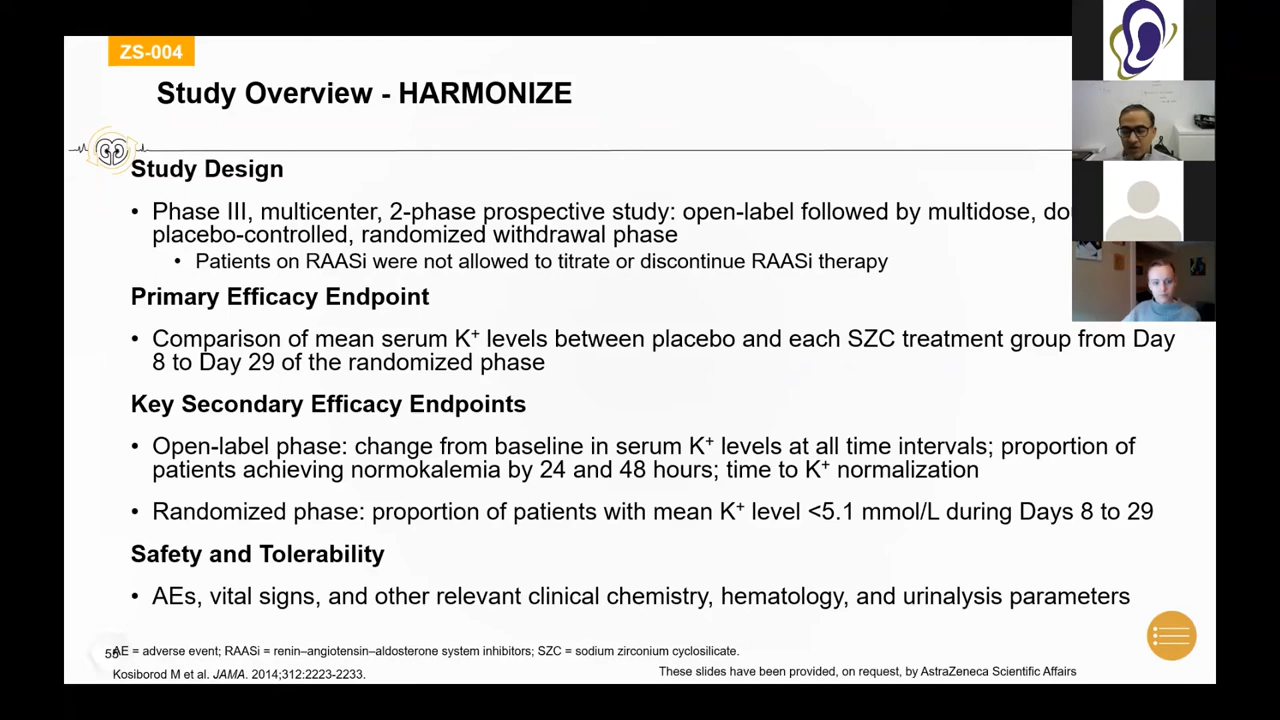 ZS-004
Study Overview - HARMONIZE
Study Design
• Phase III, multicenter, 2-phase prospective study: open-label followed by multidose,
placebo-controlled, randomized withdrawal phase
• Patients on RAASi were not allowed to titrate or discontinue RAASi therapy
Primary Efficacy Endpoint
• Comparison of mean serum K⁺ levels between placebo and each SZC treatment group from Day
8 to Day 29 of the randomized phase
Key Secondary Efficacy Endpoints
• Open-label phase: change from baseline in serum K⁺ levels at all time intervals; proportion of
patients achieving normokalemia by 24 and 48 hours; time to K⁺ normalization
• Randomized phase: proportion of patients with mean K⁺ level <5.1 mmol/L during Days 8 to 29
Safety and Tolerability
• AEs, vital signs, and other relevant clinical chemistry, hematology, and urinalysis parameters
AE = adverse event; RAASi = renin–angiotensin–aldosterone system inhibitors; SZC = sodium zirconium cyclosilicate.
Kosiborod M et al. JAMA. 2014;312:2223-2233.
These slides have been provided, on request, by AstraZeneca Scientific Affairs